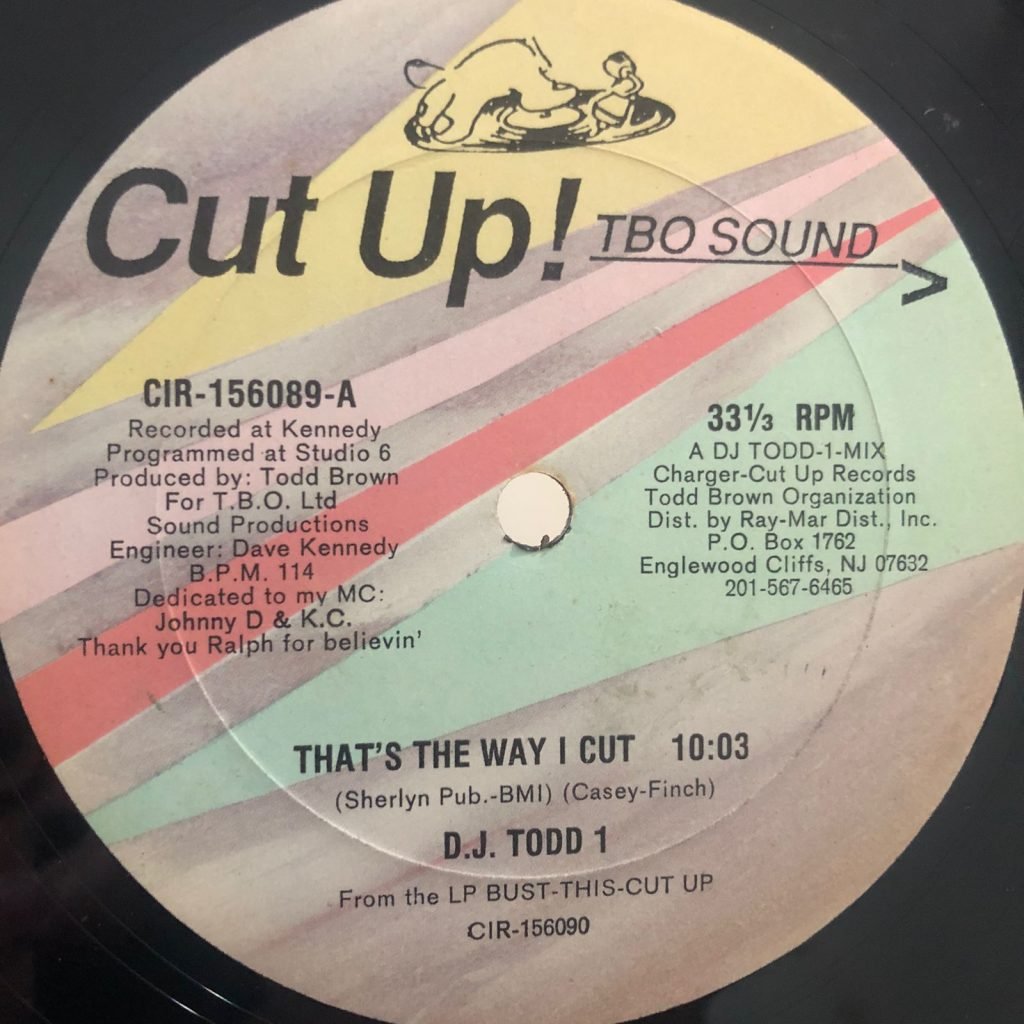 Cut Up! TBO SOUND >
CIR-156089-A
Recorded at Kennedy
Programmed at Studio 6
Produced by: Todd Brown
For T.B.O. Ltd
Sound Productions
Engineer: Dave Kennedy
B.P.M. 114
Dedicated to my MC:
Johnny D & K.C.
Thank you Ralph for believin'
33⅓ RPM
A DJ TODD-1-MIX
Charger-Cut Up Records
Todd Brown Organization
Dist. by Ray-Mar Dist., Inc.
P.O. Box 1762
Englewood Cliffs, NJ 07632
201-567-6465
THAT'S THE WAY I CUT 10:03
(Sherlyn Pub.-BMI) (Casey-Finch)
D.J. TODD 1
From the LP BUST-THIS-CUT UP
CIR-156090